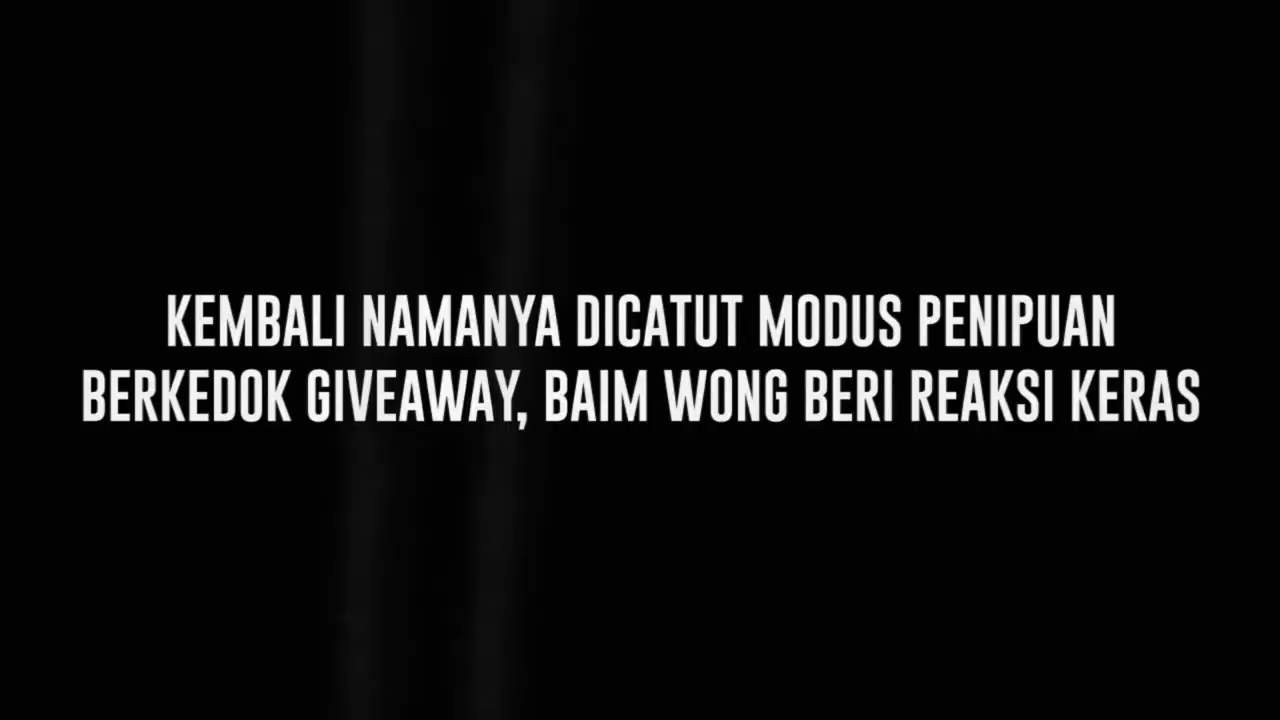 KEMBALI NAMANYA DICATUT MODUS PENIPUAN
BERKEDOK GIVEAWAY, BAIM WONG BERI REAKSI KERAS